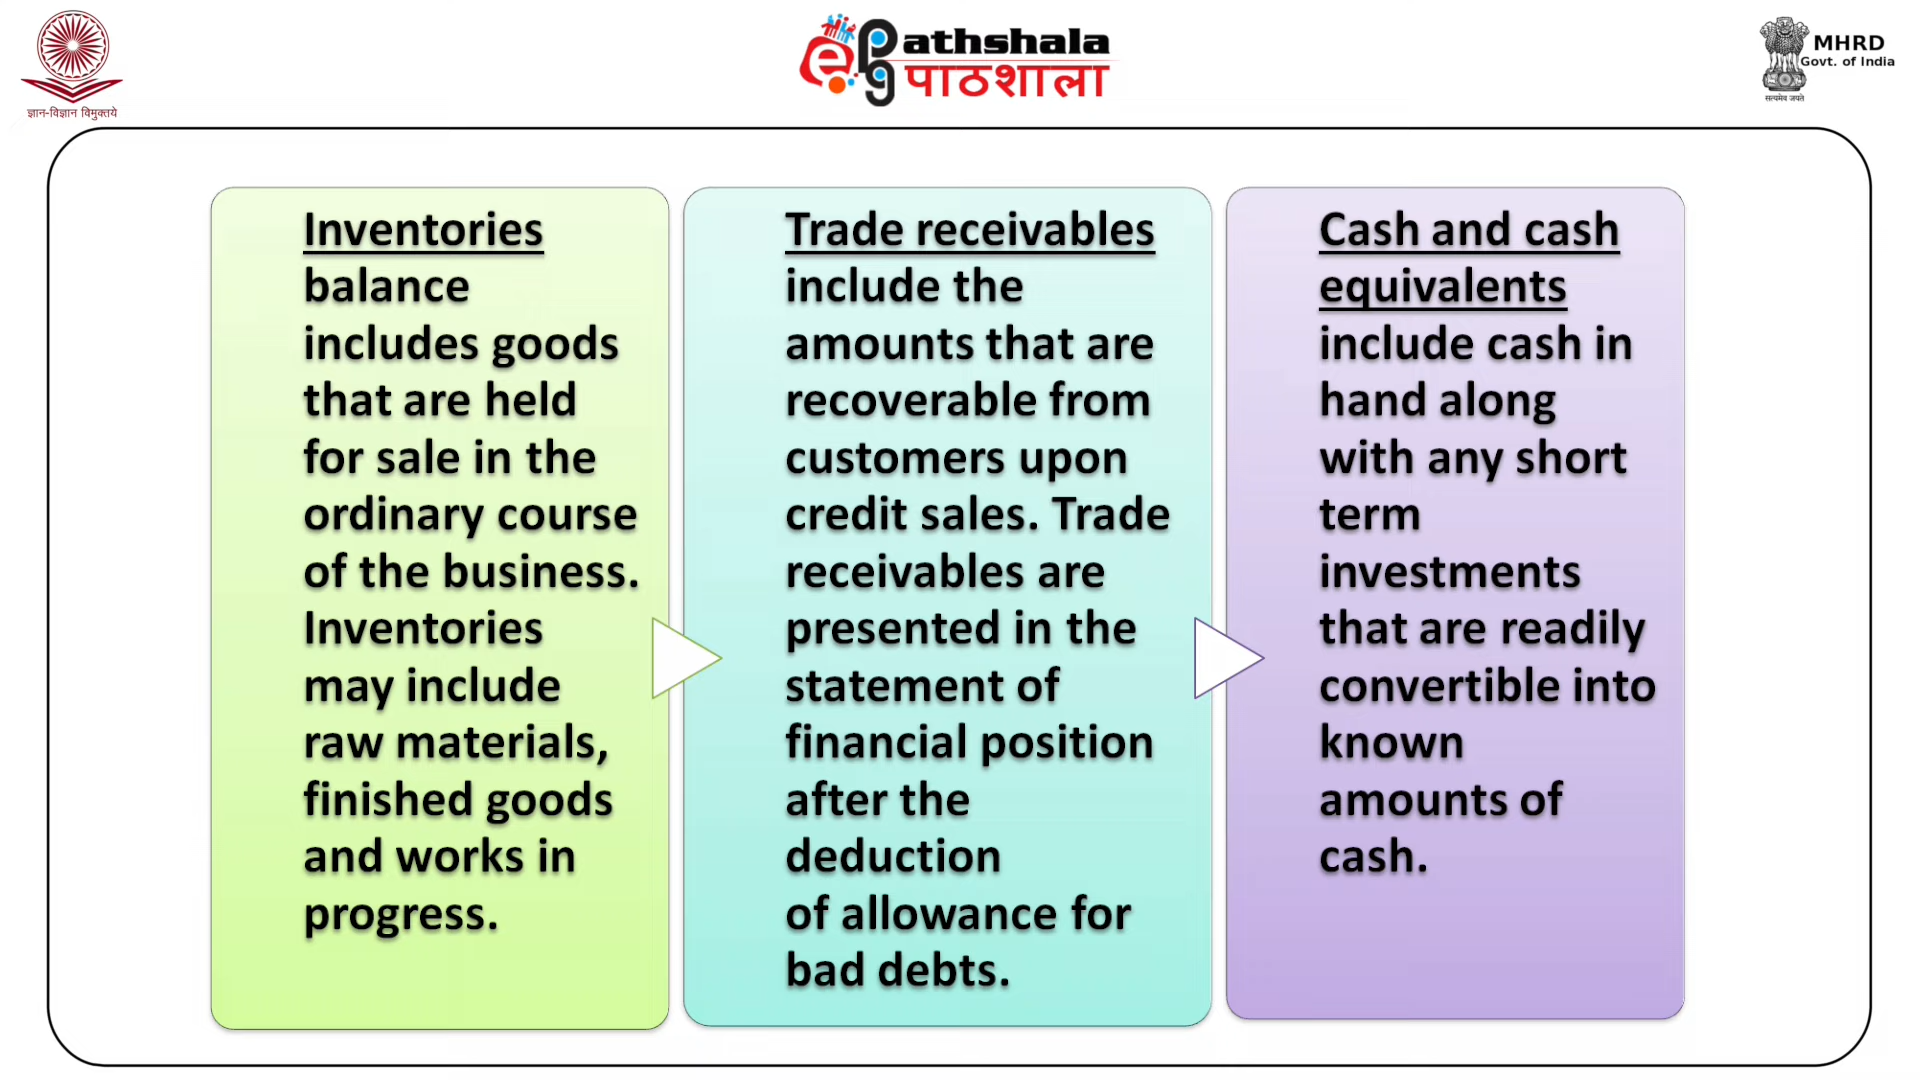 ज्ञान-विज्ञान विमुक्तये
ePg athshala
पाठशाला
MHRD
Govt. of India
सत्यमेव जयते
Inventories
balance
includes goods
that are held
for sale in the
ordinary course
of the business.
Inventories
may include
raw materials,
finished goods
and works in
progress.
Trade receivables
include the
amounts that are
recoverable from
customers upon
credit sales. Trade
receivables are
presented in the
statement of
financial position
after the
deduction
of allowance for
bad debts.
Cash and cash
equivalents
include cash in
hand along
with any short
term
investments
that are readily
convertible into
known
amounts of
cash.